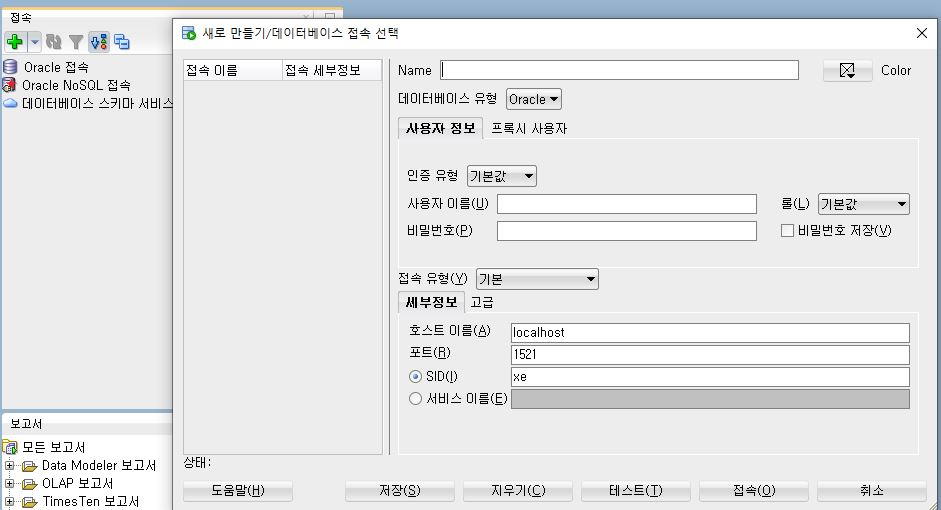 접속
새로 만들기/데이터베이스 접속 선택
Oracle 접속
Oracle NoSQL 접속
데이터베이스 스키마 서비스
접속 이름 접속 세부정보
Name Color
데이터베이스 유형 Oracle
사용자 정보 프록시 사용자
인증 유형 기본값
사용자 이름(U) 롤(L) 기본값
비밀번호(P) 비밀번호 저장(V)
접속 유형(Y) 기본
세부정보 고급
호스트 이름(A) localhost
포트(R) 1521
SID(I) xe
서비스 이름(E)
보고서
모든 보고서
Data Modeler 보고서
OLAP 보고서
TimesTen 보고서
상태:
도움말(H) 저장(S) 지우기(C) 테스트(T) 접속(O) 취소